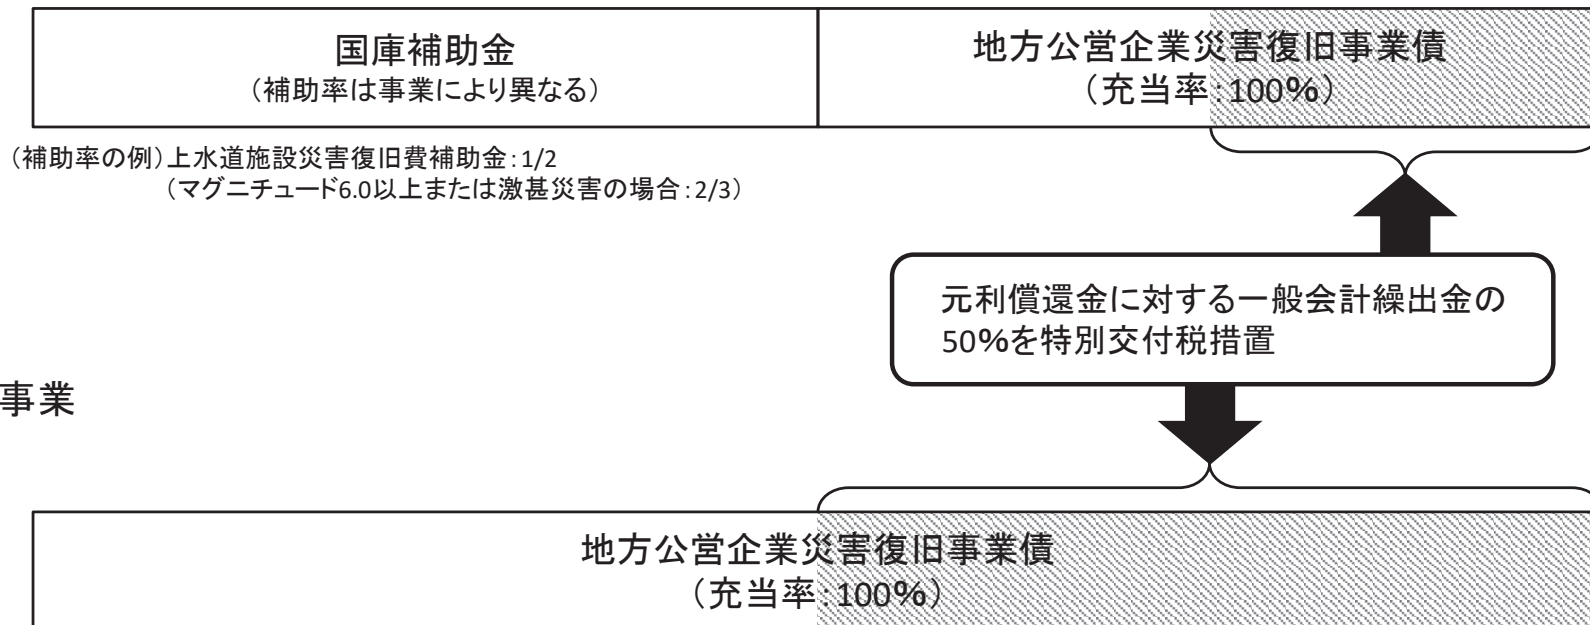 国庫補助金
（補助率は事業により異なる）
地方公営企業災害復旧事業債
（充当率：100％）
（補助率の例）上水道施設災害復旧費補助金：1/2
（マグニチュード6.0以上または激甚災害の場合：2/3）
元利償還金に対する一般会計繰出金の
50％を特別交付税措置
事業
地方公営企業災害復旧事業債
（充当率：100％）